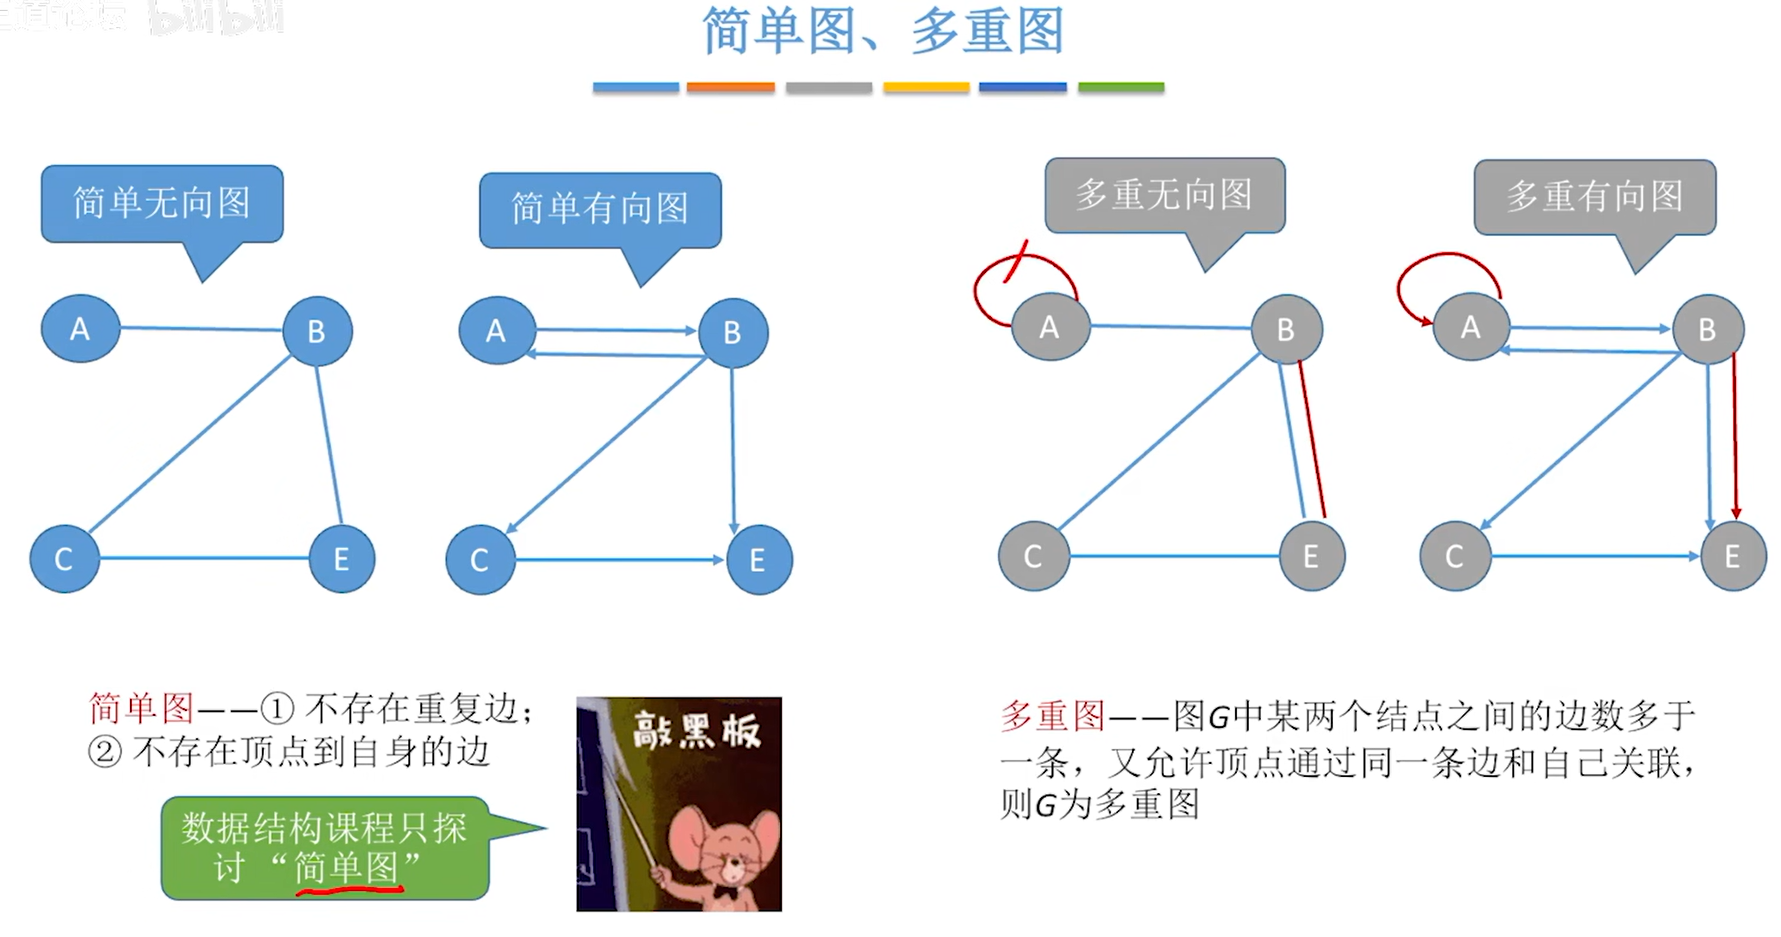 bilibili
简单图、多重图
简单无向图
简单有向图
多重无向图
多重有向图
A
B
C
E
A
B
C
E
A
B
C
E
A
B
C
E
简单图——① 不存在重复边；
② 不存在顶点到自身的边
数据结构课程只探
讨“简单图”
敲黑板
多重图——图G中某两个结点之间的边数多于
一条，又允许顶点通过同一条边和自己关联，
则G为多重图